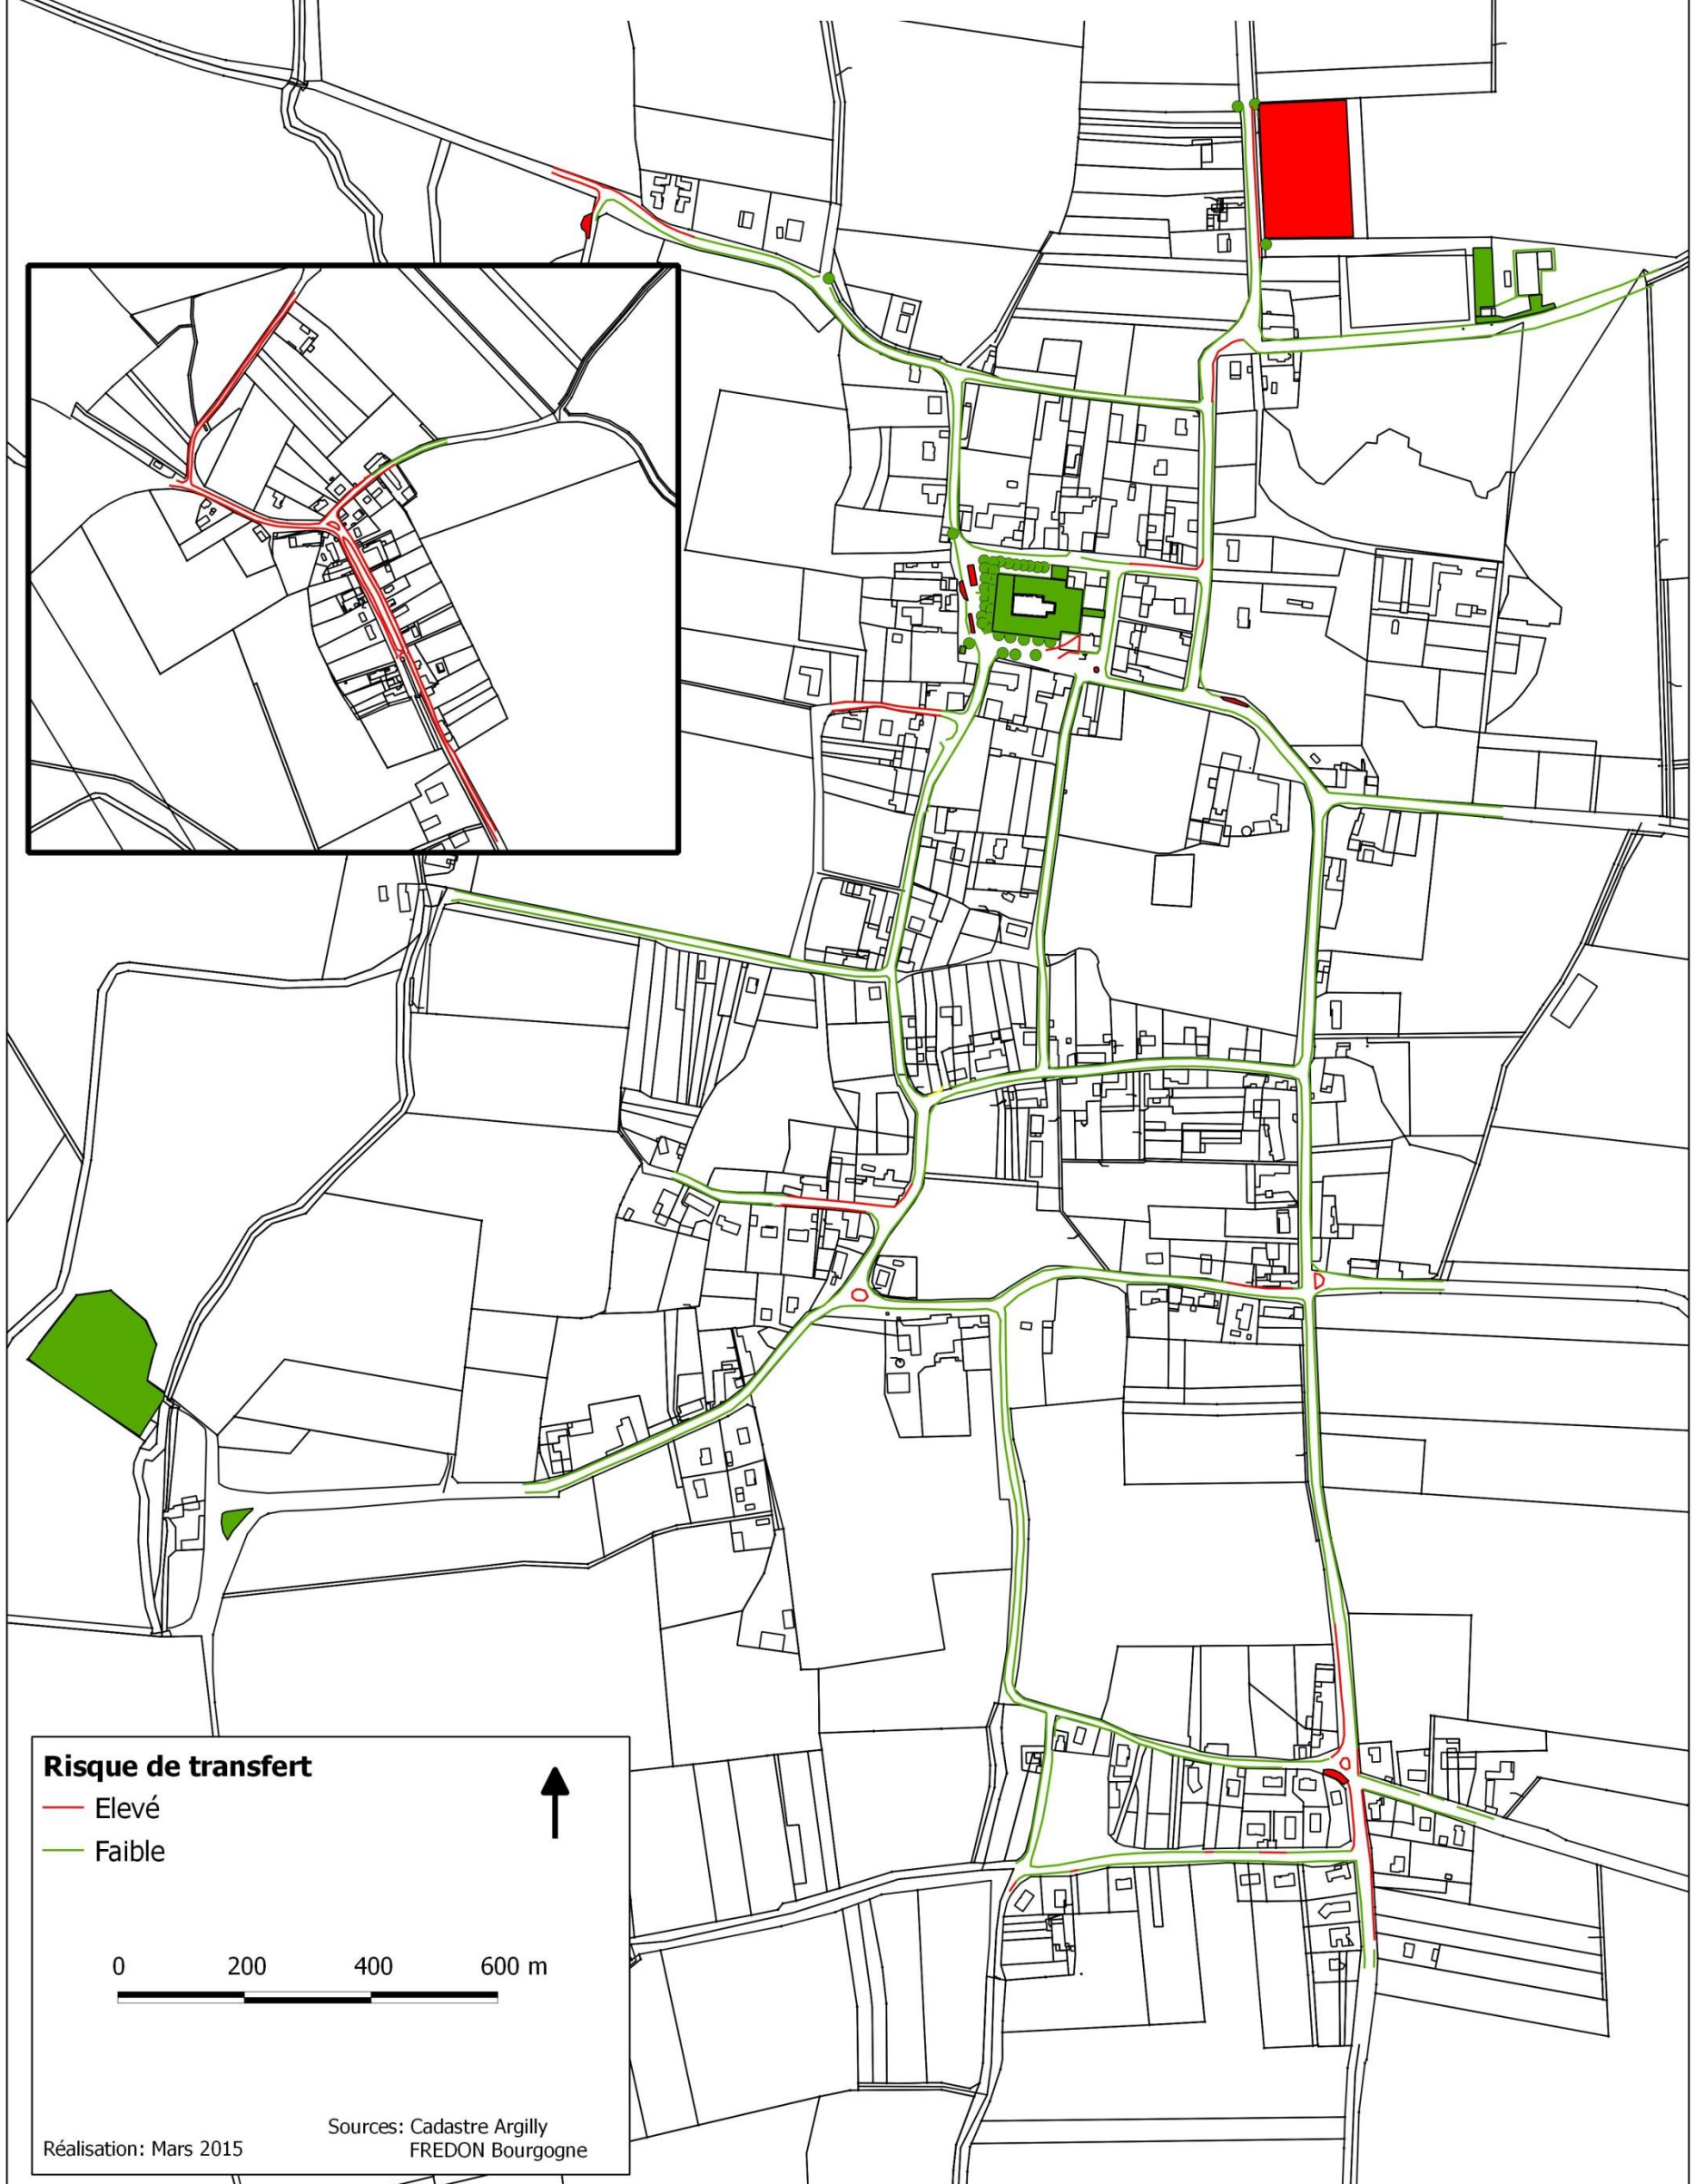 Risque de transfert
Elevé
Faible
0 200 400 600 m
Sources: Cadastre Argilly
FREDON Bourgogne
Réalisation: Mars 2015